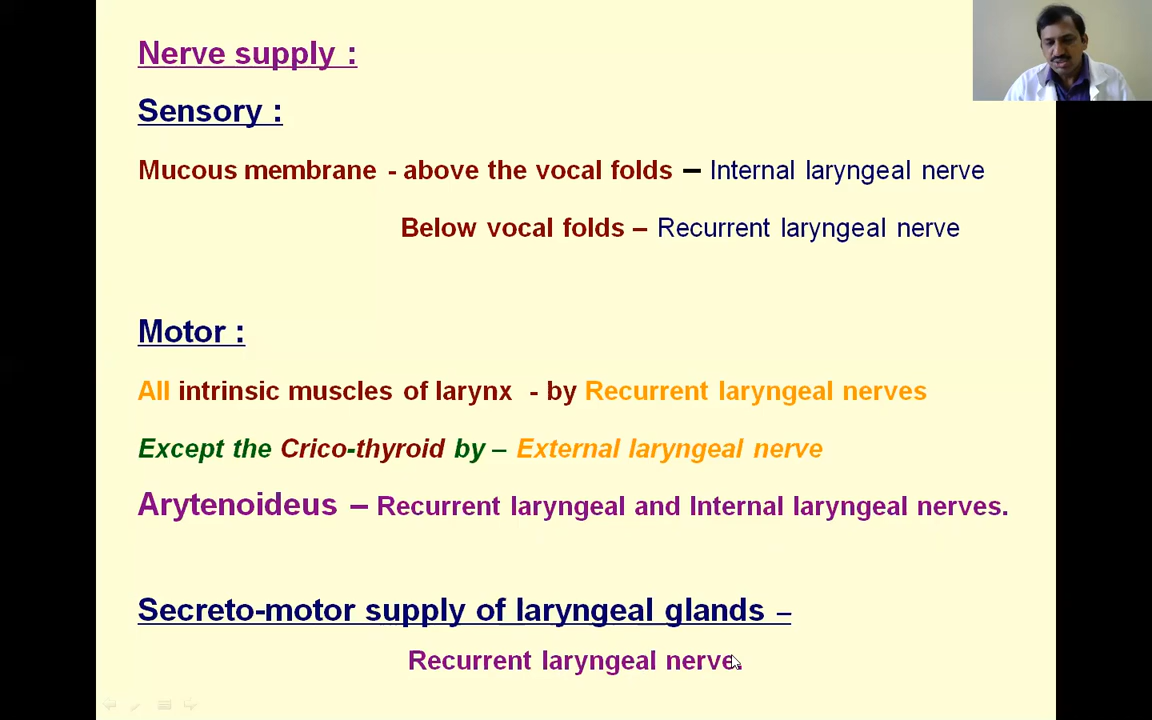 Nerve supply :
Sensory :
Mucous membrane - above the vocal folds – Internal laryngeal nerve
Below vocal folds – Recurrent laryngeal nerve
Motor :
All intrinsic muscles of larynx - by Recurrent laryngeal nerves
Except the Crico-thyroid by – External laryngeal nerve
Arytenoideus – Recurrent laryngeal and Internal laryngeal nerves.
Secreto-motor supply of laryngeal glands –
Recurrent laryngeal nerve.